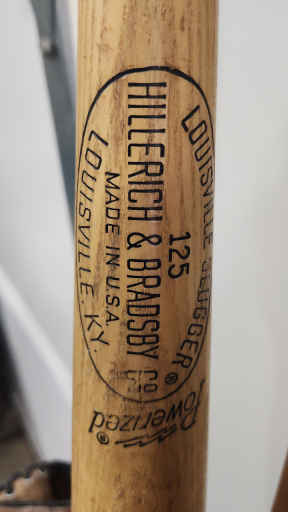 LOUISVILLE SLUGGER®
125
HILLERICH & BRADSBY Co
MADE IN U.S.A.
LOUISVILLE, KY.
Powerized®